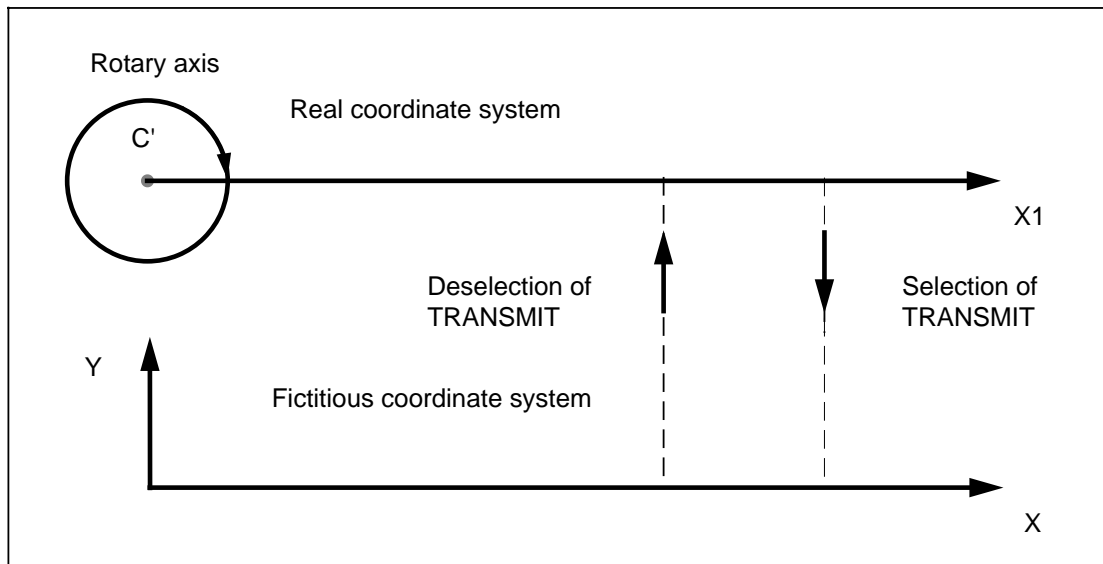 Rotary axis
Real coordinate system
C'
X1
Deselection of
TRANSMIT
Selection of
TRANSMIT
Y
Fictitious coordinate system
X